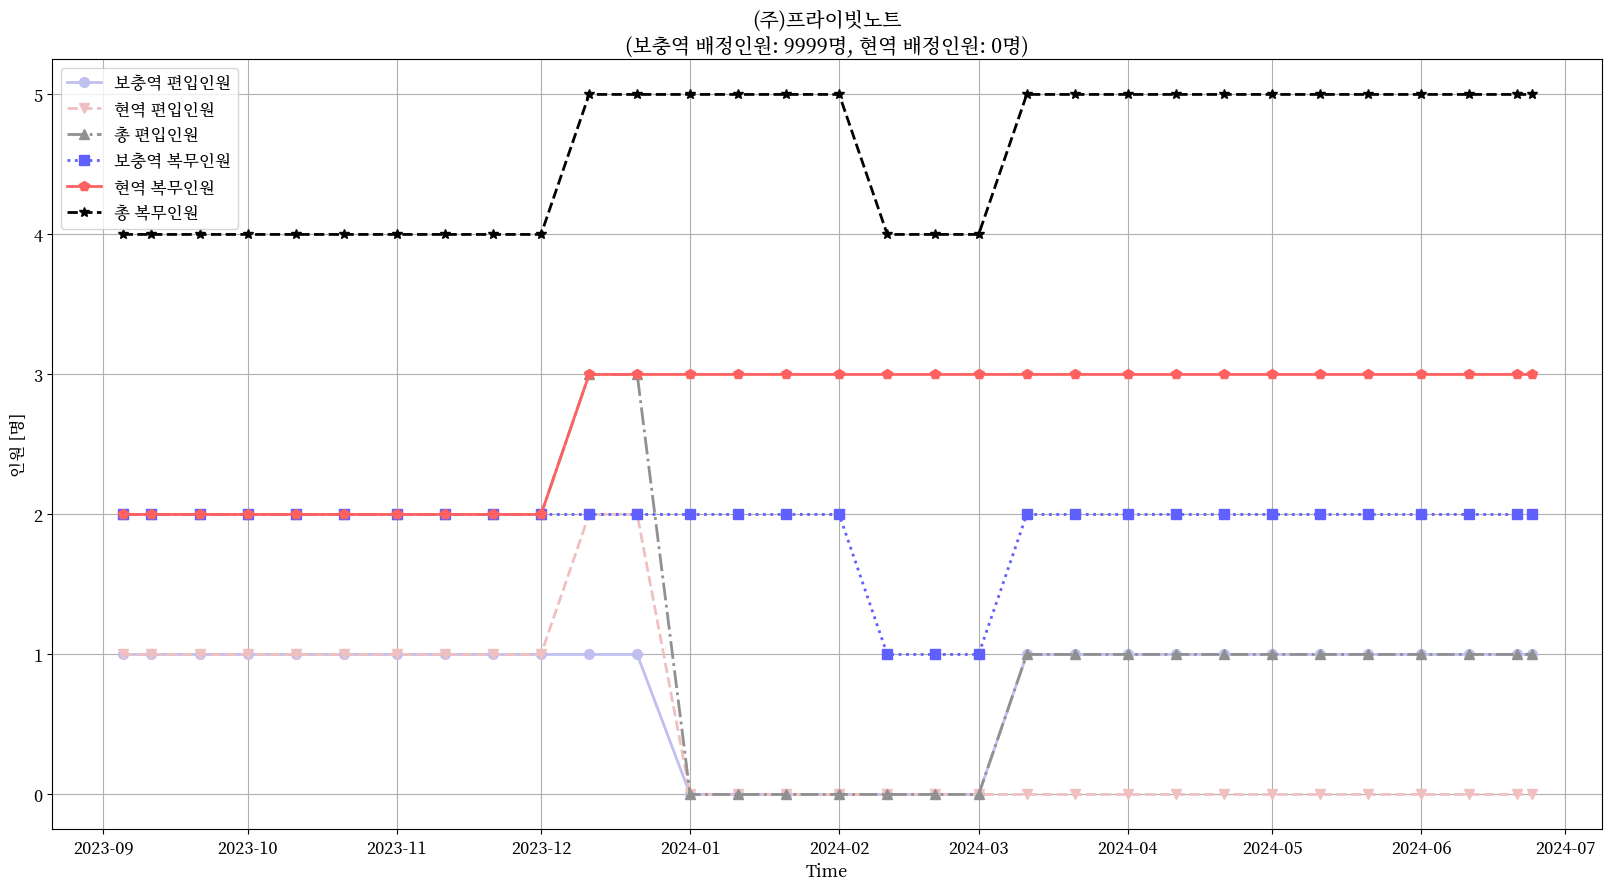 (주)프라이빗노트
(보충역 배정인원: 9999명, 현역 배정인원: 0명)
보충역 편입인원
현역 편입인원
총 편입인원
보충역 복무인원
현역 복무인원
총 복무인원
인원 [명]
5
4
3
2
1
0
2023-09 2023-10 2023-11 2023-12 2024-01 2024-02 2024-03 2024-04 2024-05 2024-06 2024-07
Time